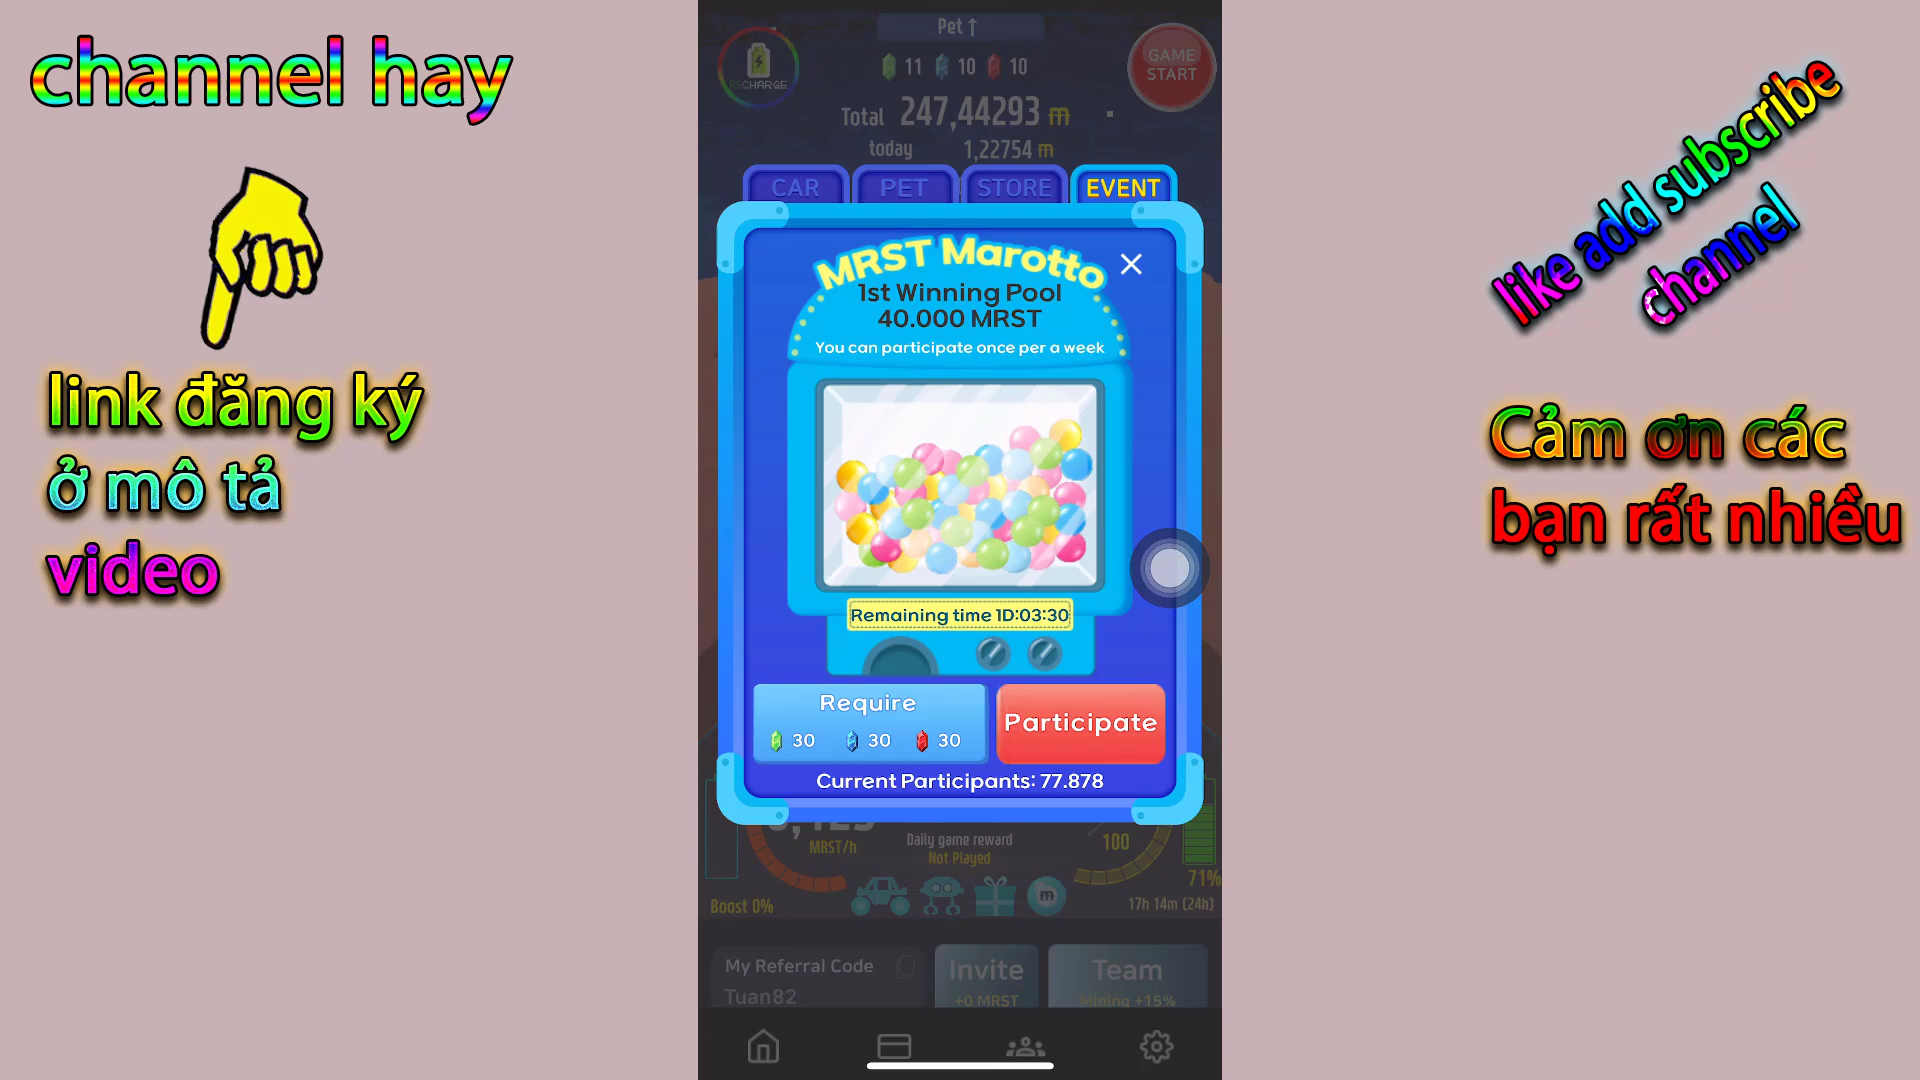 channel hay
link đăng ký
ở mô tả
video
Pet ↑
RECHARGE
11 10 10
GAME
START
Total 247,44293 m
today 1,22754 m
CAR PET STORE EVENT
MRST Marotto
1st Winning Pool
40.000 MRST
You can participate once per a week
Remaining time 1D:03:30
Require
30 30 30
Participate
Current Participants: 77.878
MRST/h
Daily game reward
Not Played
100
71%
Boost 0%
17h 14m (24h)
My Referral Code
Tuan82
Invite
+0 MRST
Team
Mining +15%
like add subscribe
channel
Cảm ơn các
bạn rất nhiều